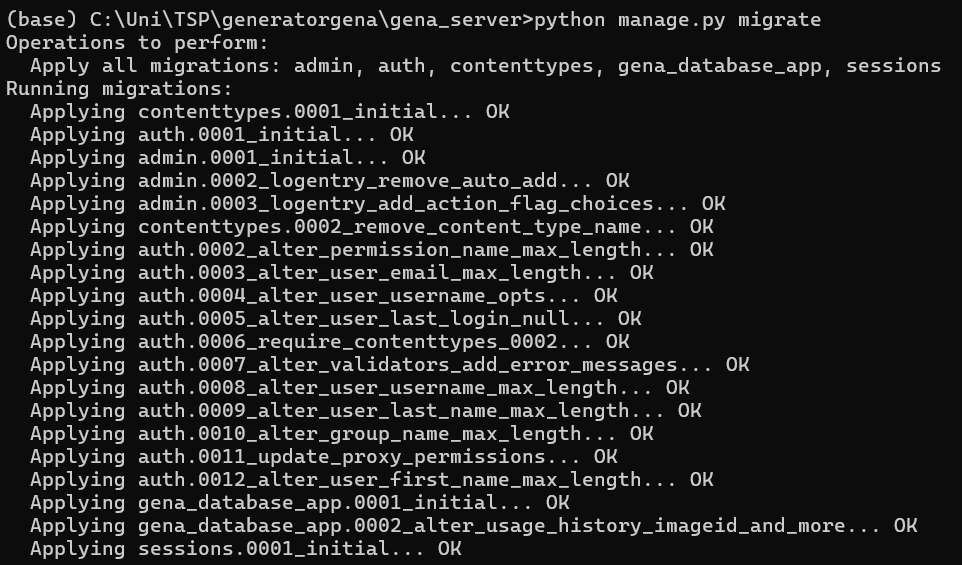 (base) C:\Uni\TSP\generatorgena\gena_server>python manage.py migrate
Operations to perform:
  Apply all migrations: admin, auth, contenttypes, gena_database_app, sessions
Running migrations:
  Applying contenttypes.0001_initial... OK
  Applying auth.0001_initial... OK
  Applying admin.0001_initial... OK
  Applying admin.0002_logentry_remove_auto_add... OK
  Applying admin.0003_logentry_add_action_flag_choices... OK
  Applying contenttypes.0002_remove_content_type_name... OK
  Applying auth.0002_alter_permission_name_max_length... OK
  Applying auth.0003_alter_user_email_max_length... OK
  Applying auth.0004_alter_user_username_opts... OK
  Applying auth.0005_alter_user_last_login_null... OK
  Applying auth.0006_require_contenttypes_0002... OK
  Applying auth.0007_alter_validators_add_error_messages... OK
  Applying auth.0008_alter_user_username_max_length... OK
  Applying auth.0009_alter_user_last_name_max_length... OK
  Applying auth.0010_alter_group_name_max_length... OK
  Applying auth.0011_update_proxy_permissions... OK
  Applying auth.0012_alter_user_first_name_max_length... OK
  Applying gena_database_app.0001_initial... OK
  Applying gena_database_app.0002_alter_usage_history_imageid_and_more... OK
  Applying sessions.0001_initial... OK